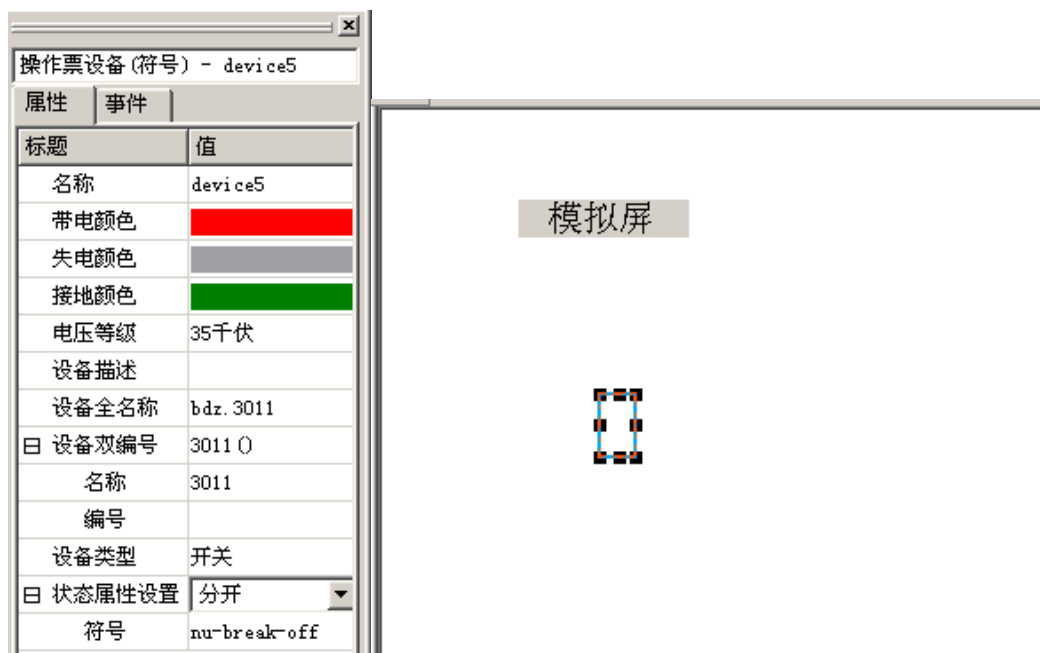 操作票设备(符号) - device5
属性 事件
标题 值
名称 device5
带电颜色
失电颜色
接地颜色
电压等级 35千伏
设备描述
设备全名称 bdz.3011
设备双编号 3011()
名称 3011
编号
设备类型 开关
状态属性设置 分开
符号 nu-break-off
模拟屏